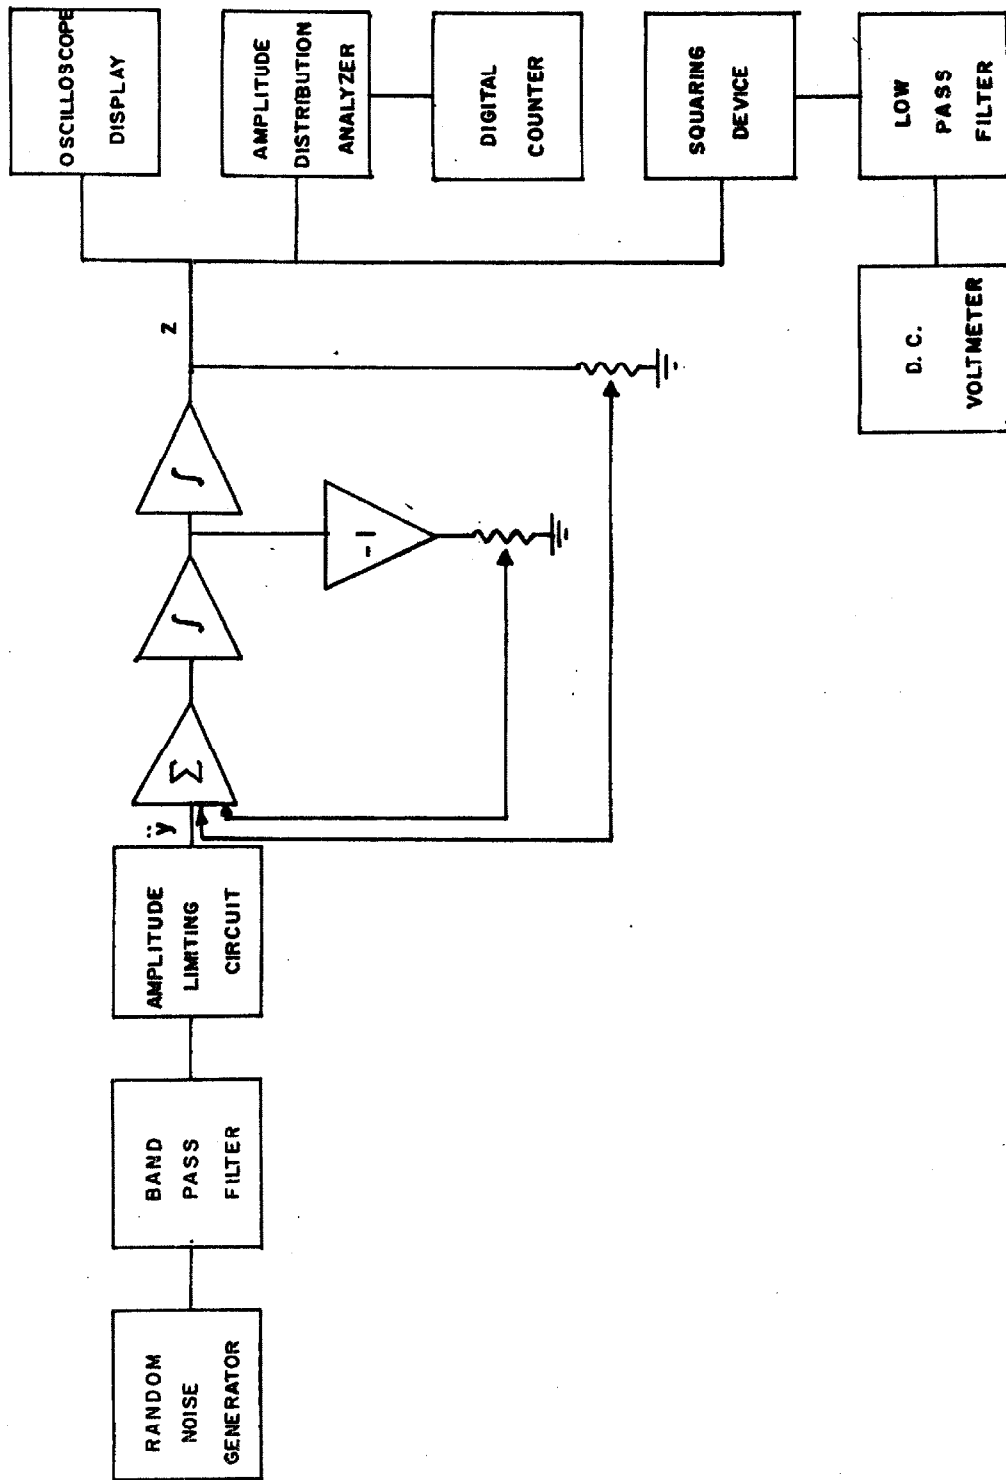 RANDOM
NOISE
GENERATOR
BAND
PASS
FILTER
AMPLITUDE
LIMITING
CIRCUIT
ÿ
Σ
∫
∫
-1
z
OSCILLOSCOPE
DISPLAY
AMPLITUDE
DISTRIBUTION
ANALYZER
DIGITAL
COUNTER
SQUARING
DEVICE
LOW
PASS
FILTER
D. C.
VOLTMETER